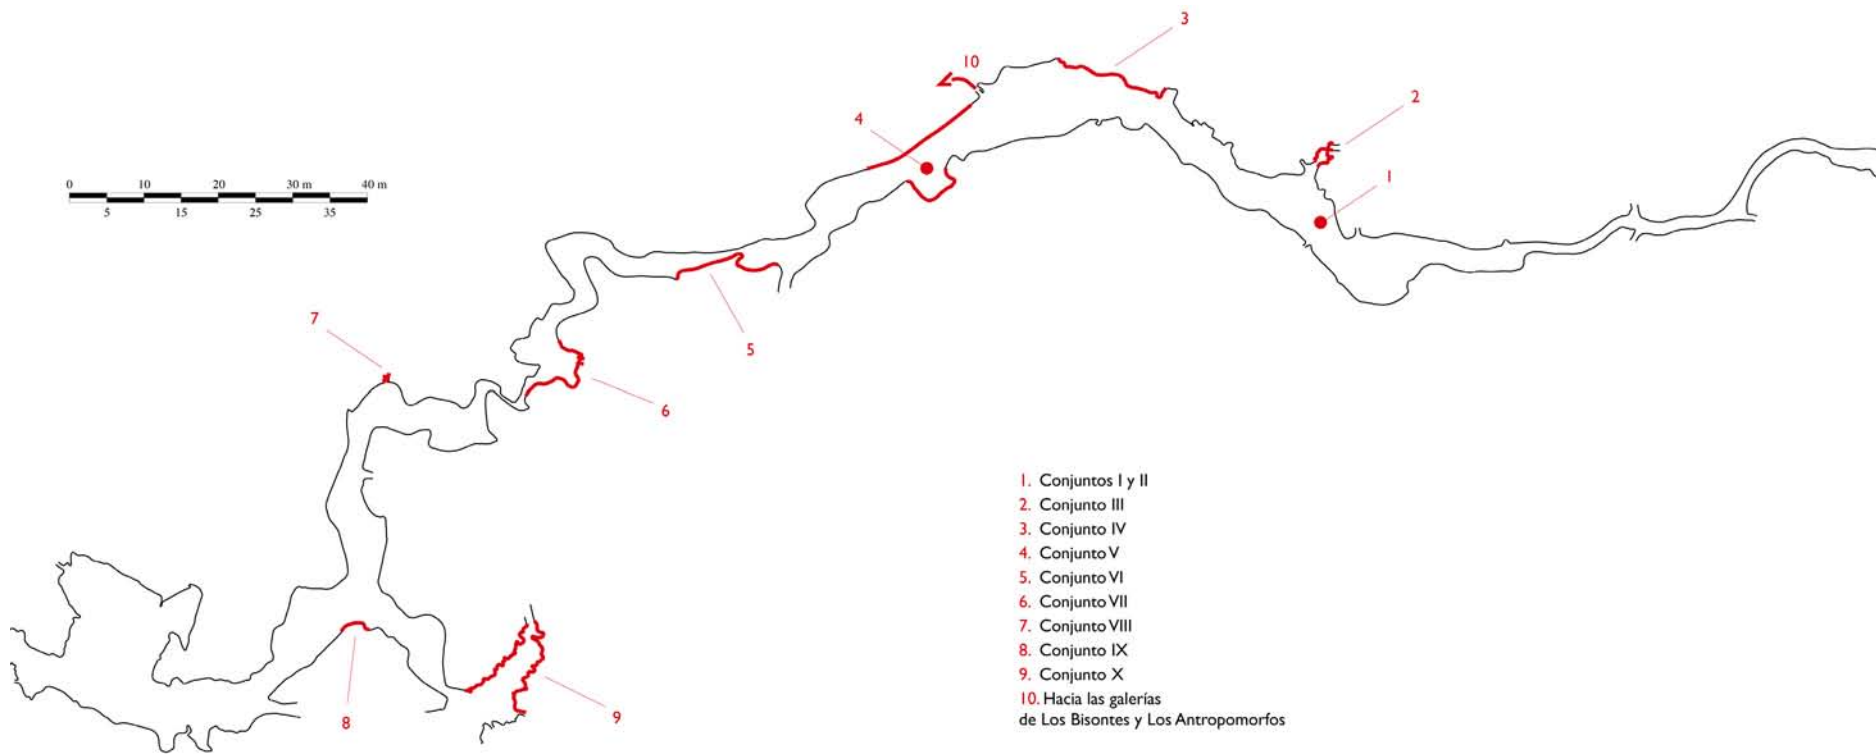 3
10
2
4
1
0 10 20 30 m 40 m
5 15 25 35
7
5
6
1. Conjuntos I y II
2. Conjunto III
3. Conjunto IV
4. Conjunto V
5. Conjunto VI
6. Conjunto VII
7. Conjunto VIII
8. Conjunto IX
9. Conjunto X
10. Hacia las galerías
de Los Bisontes y Los Antropomorfos
8
9